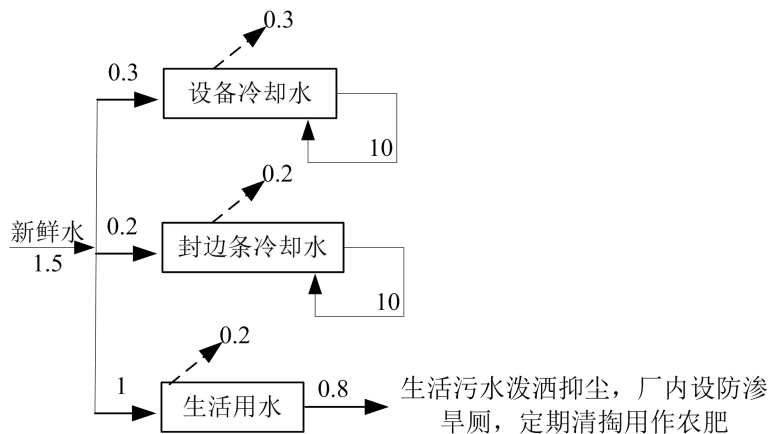 0.3
0.3
设备冷却水
10
0.2
新鲜水
0.2
封边条冷却水
1.5
10
0.2
1
生活用水
0.8
生活污水泼洒抑尘，厂内设防渗
旱厕，定期清掏用作农肥